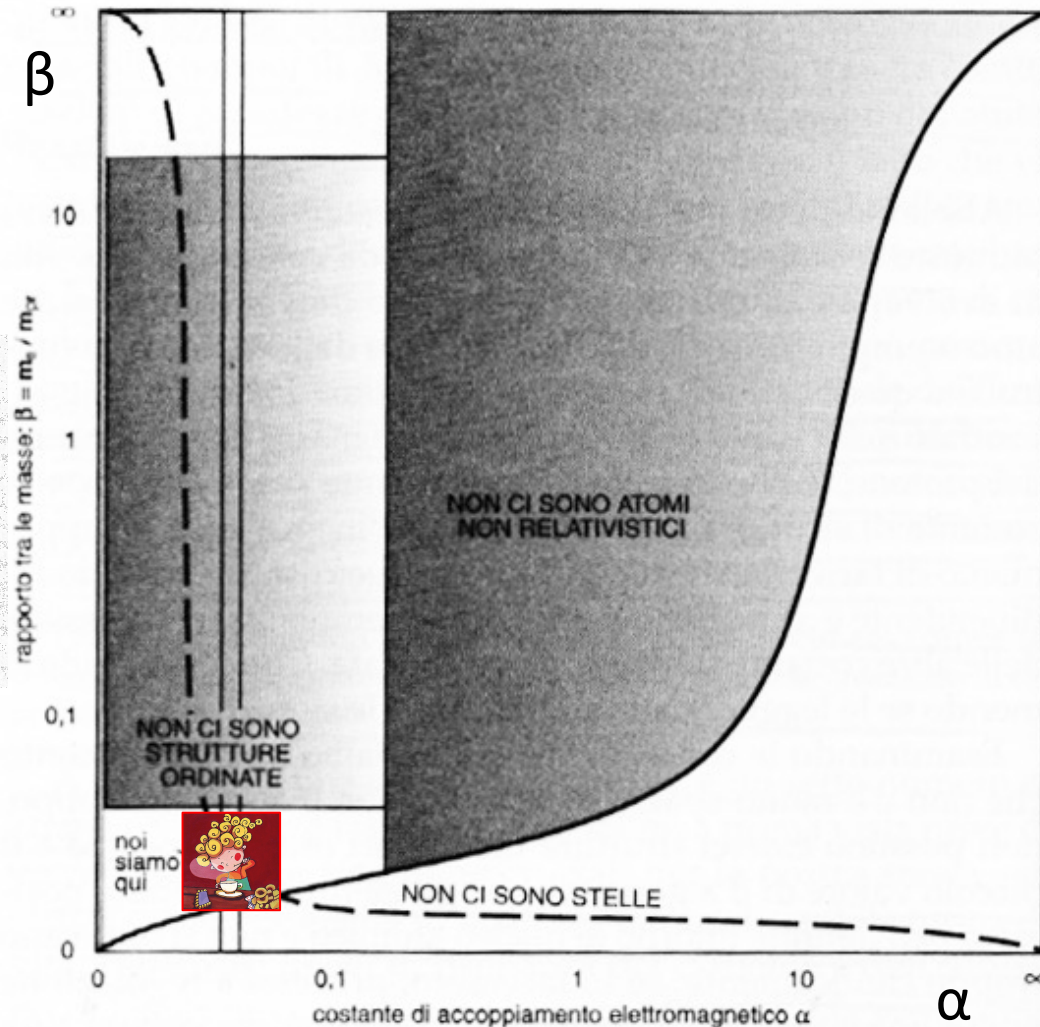 ∞
β
10
1
0,1
0
rapporto tra le masse: β = mₑ / mₚᵣ
NON CI SONO ATOMI
NON RELATIVISTICI
NON CI SONO
STRUTTURE
ORDINATE
noi
siamo
qui
NON CI SONO STELLE
0 0,1 1 10 ∞
α
costante di accoppiamento elettromagnetico α